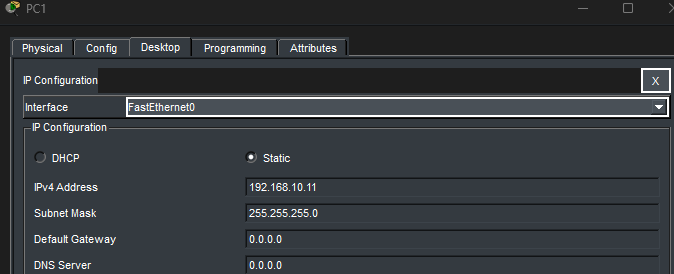 PC1
Physical Config Desktop Programming Attributes
IP Configuration X
Interface FastEthernet0
IP Configuration
DHCP Static
IPv4 Address 192.168.10.11
Subnet Mask 255.255.255.0
Default Gateway 0.0.0.0
DNS Server 0.0.0.0